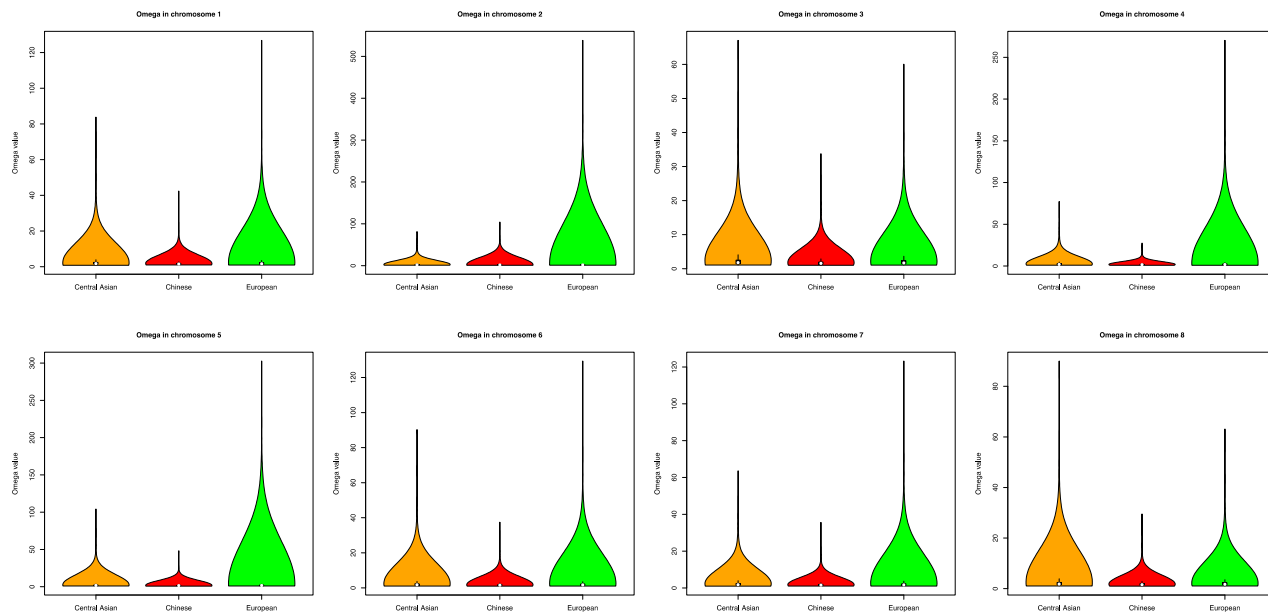 Omega in chromosome 1
Omega value
120
100
80
60
40
20
0
Central Asian Chinese European
Omega in chromosome 2
Omega value
500
400
300
200
100
0
Central Asian Chinese European
Omega in chromosome 3
Omega value
60
50
40
30
20
10
0
Central Asian Chinese European
Omega in chromosome 4
Omega value
250
200
150
100
50
0
Central Asian Chinese European
Omega in chromosome 5
Omega value
300
250
200
150
100
50
0
Central Asian Chinese European
Omega in chromosome 6
Omega value
120
100
80
60
40
20
0
Central Asian Chinese European
Omega in chromosome 7
Omega value
120
100
80
60
40
20
0
Central Asian Chinese European
Omega in chromosome 8
Omega value
80
60
40
20
0
Central Asian Chinese European